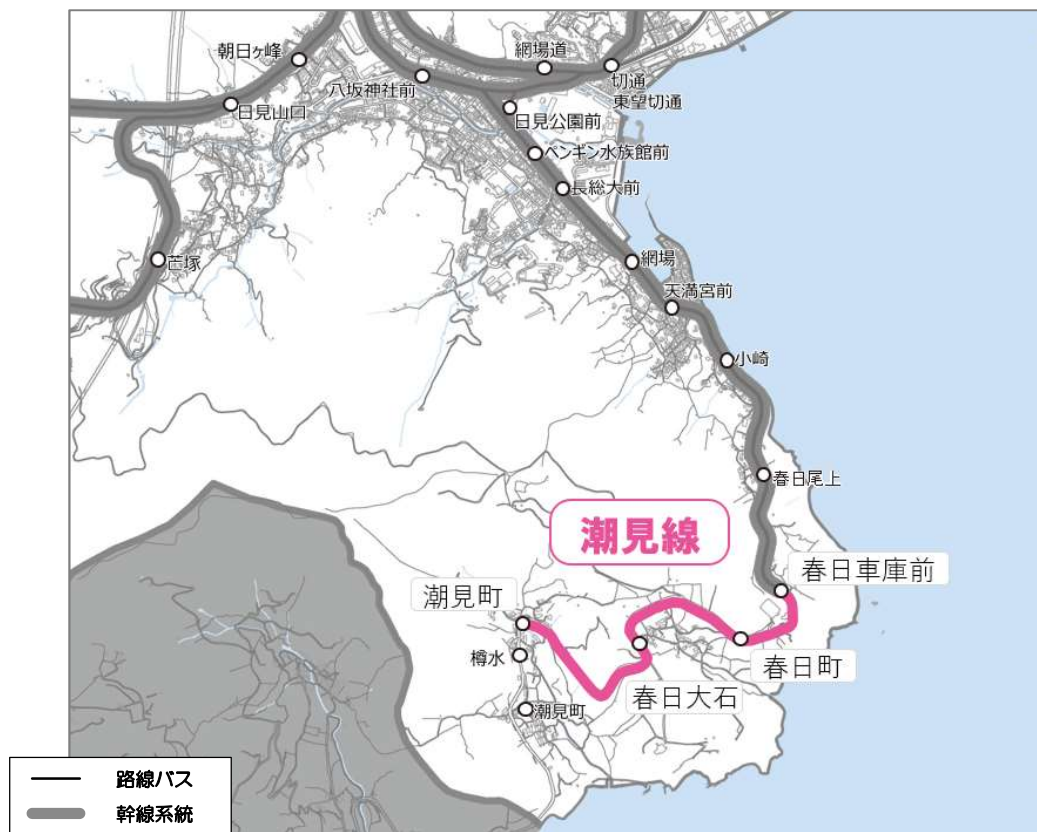 朝日ヶ峰
網場道
八坂神社前
切通
東望切通
日見山口
日見公園前
ペンギン水族館前
長総大前
芒塚
網場
天満宮前
小崎
春日尾上
潮見線
春日車庫前
潮見町
樽水
春日町
春日大石
潮見町
路線バス
幹線系統